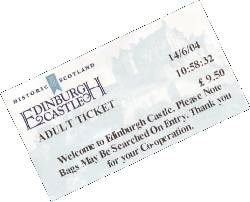 HISTORIC SCOTLAND
EDINBURGH
CASTLE
ADULT TICKET
14/6/04
10:58:32
£ 9.50
Welcome to Edinburgh Castle. Please Note
Bags May Be Searched On Entry. Thank you
for your Co-operation.